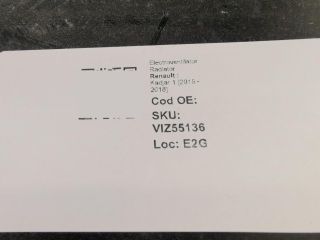 Electroventilator
Radiator
Renault |
Kadjar 1 [2015 -
2018]
Cod OE:
SKU:
VIZ55136
Loc: E2G